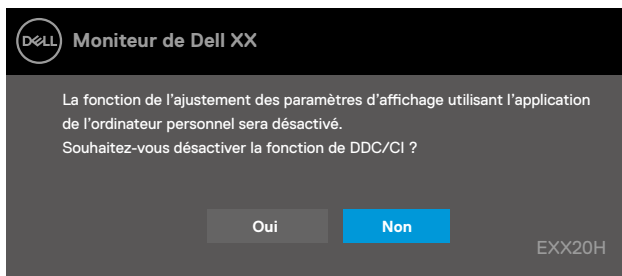 DELL
Moniteur de Dell XX
La fonction de l'ajustement des paramètres d'affichage utilisant l'application
de l'ordinateur personnel sera désactivé.
Souhaitez-vous désactiver la fonction de DDC/CI ?
Oui
Non
EXX20H